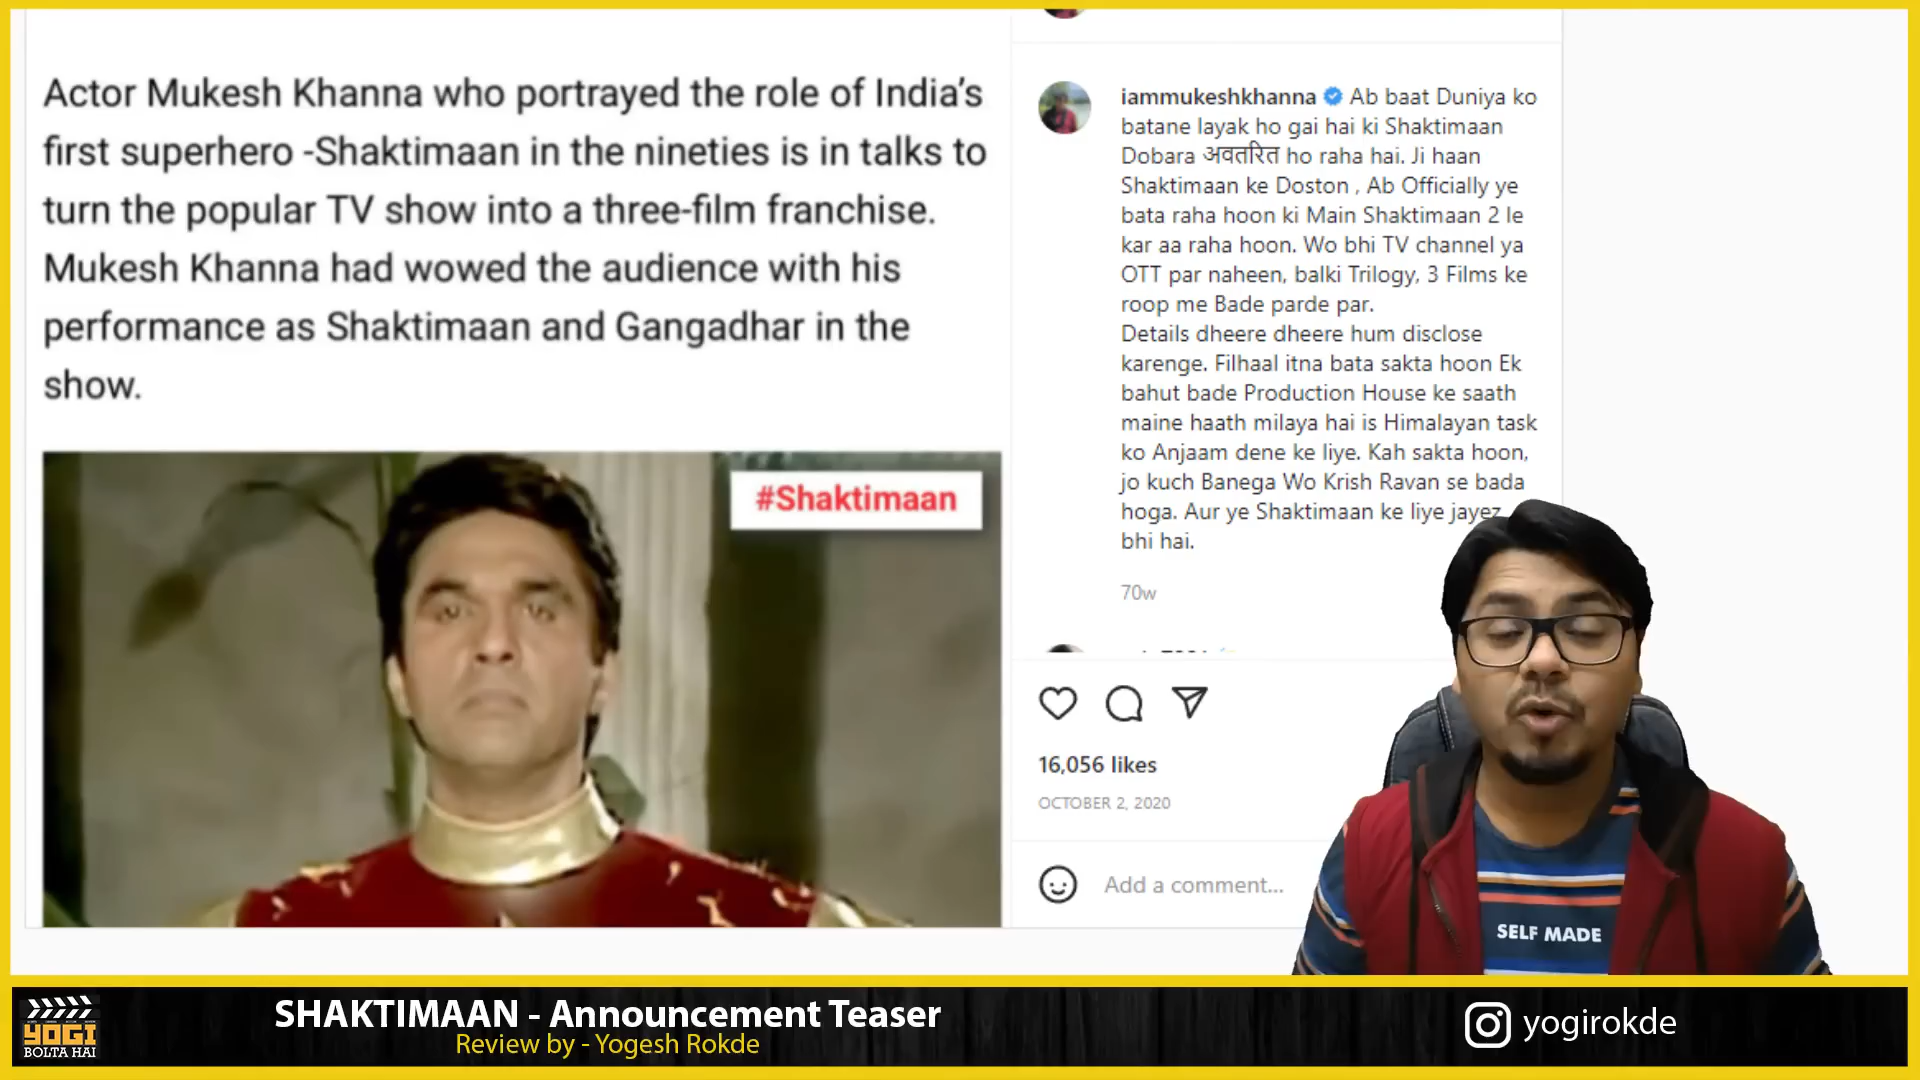 Actor Mukesh Khanna who portrayed the role of India's
first superhero -Shaktimaan in the nineties is in talks to
turn the popular TV show into a three-film franchise.
Mukesh Khanna had wowed the audience with his
performance as Shaktimaan and Gangadhar in the
show.
#Shaktimaan
iammukeshkhanna Ab baat Duniya ko
batane layak ho gai hai ki Shaktimaan
Dobara अवतरित ho raha hai. Ji haan
Shaktimaan ke Doston , Ab Officially ye
bata raha hoon ki Main Shaktimaan 2 le
kar aa raha hoon. Wo bhi TV channel ya
OTT par naheen, balki Trilogy, 3 Films ke
roop me Bade parde par.
Details dheere dheere hum disclose
karenge. Filhaal itna bata sakta hoon Ek
bahut bade Production House ke saath
maine haath milaya hai is Himalayan task
ko Anjaam dene ke liye. Kah sakta hoon,
jo kuch Banega Wo Krish Ravan se bada
hoga. Aur ye Shaktimaan ke liye jayez
bhi hai.
70w
16,056 likes
OCTOBER 2, 2020
Add a comment...
SELF MADE
YOGI
BOLTA HAI
SHAKTIMAAN - Announcement Teaser
Review by - Yogesh Rokde
yogirokde